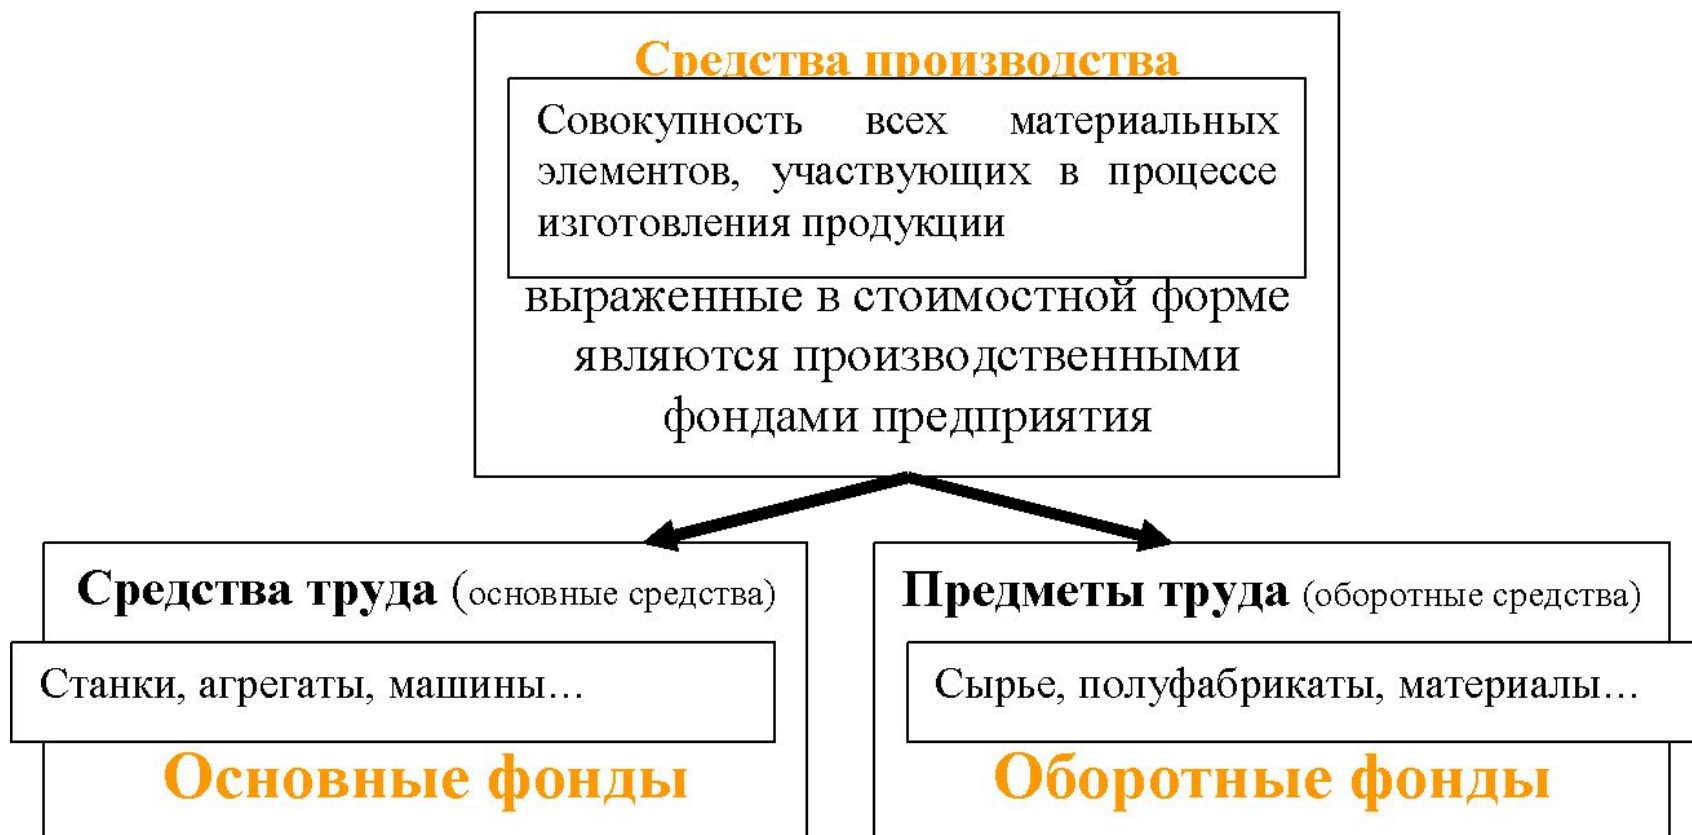 Средства производства
Совокупность всех материальных
элементов, участвующих в процессе
изготовления продукции
выраженные в стоимостной форме
являются производственными
фондами предприятия
Средства труда (основные средства)
Станки, агрегаты, машины…
Основные фонды
Предметы труда (оборотные средства)
Сырье, полуфабрикаты, материалы…
Оборотные фонды